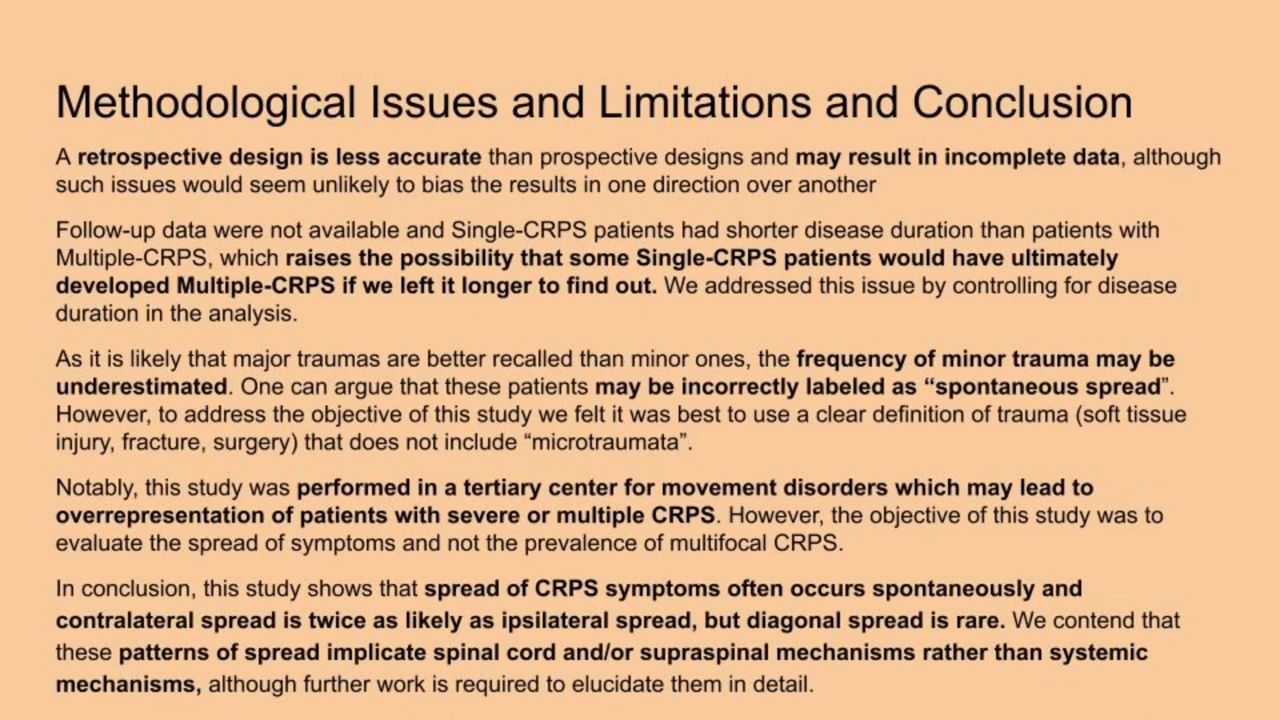 Methodological Issues and Limitations and Conclusion
A retrospective design is less accurate than prospective designs and may result in incomplete data, although
such issues would seem unlikely to bias the results in one direction over another
Follow-up data were not available and Single-CRPS patients had shorter disease duration than patients with
Multiple-CRPS, which raises the possibility that some Single-CRPS patients would have ultimately
developed Multiple-CRPS if we left it longer to find out. We addressed this issue by controlling for disease
duration in the analysis.
As it is likely that major traumas are better recalled than minor ones, the frequency of minor trauma may be
underestimated. One can argue that these patients may be incorrectly labeled as “spontaneous spread”.
However, to address the objective of this study we felt it was best to use a clear definition of trauma (soft tissue
injury, fracture, surgery) that does not include “microtraumata”.
Notably, this study was performed in a tertiary center for movement disorders which may lead to
overrepresentation of patients with severe or multiple CRPS. However, the objective of this study was to
evaluate the spread of symptoms and not the prevalence of multifocal CRPS.
In conclusion, this study shows that spread of CRPS symptoms often occurs spontaneously and
contralateral spread is twice as likely as ipsilateral spread, but diagonal spread is rare. We contend that
these patterns of spread implicate spinal cord and/or supraspinal mechanisms rather than systemic
mechanisms, although further work is required to elucidate them in detail.